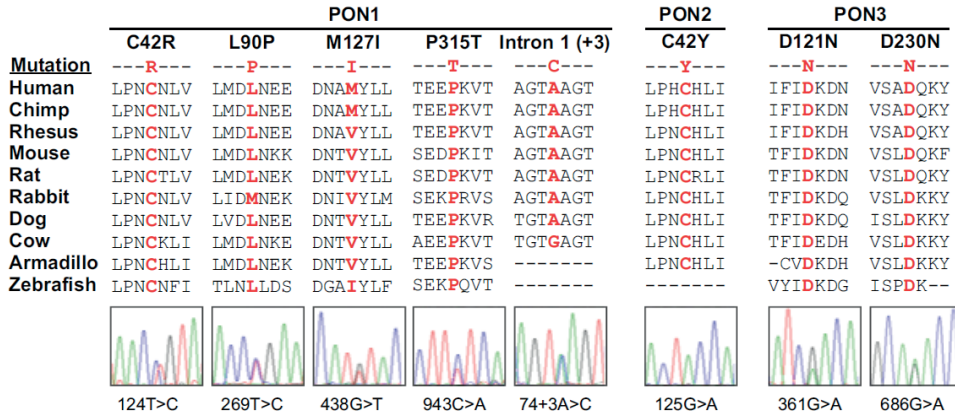 PON1 PON2 PON3
C42R L90P M127I P315T Intron 1 (+3) C42Y D121N D230N
Mutation ---R--- ---P--- ---I--- ---T--- ---C--- ---Y--- ---N--- ---N---
Human LPNCNLV LMDLNEE DNAMYLL TEEPKVT AGTAAGT LPHCHLI IFIDKDN VSADQKY
Chimp LPNCNLV LMDLNEE DNAMYLL TEEPKVT AGTAAGT LPHCHLI IFIDKDN VSADQKY
Rhesus LPNCNLV LMDLNEE DNAVYLL TEEPKVT AGTAAGT LPNCHLI IFIDKDH VSADQKY
Mouse LPNCNLV LMDLNKK DNTVYLL SEDPKIT AGTAAGT LPNCHLI TFIDKDN VSLDQKF
Rat LPNCTLV LMDLNKK DNTVYLL SEDPKVT AGTAAGT LPNCRLI TFIDKDN VSLDQKY
Rabbit LPNCNLV LIDMNEK DNIVYLM SEKPRVS AGTAAGT LPNCHLI TFIDKDQ VSLDQKY
Dog LPNCNLV LVDLNEE DNTVYLL TEEPKVR TGTAAGT LPNCHLI TFIDKDQ ISLDKKY
Cow LPNCKLI LMDLNKE DNTVYLL AEEPKVT TGTGAGT LPNCHLI TFIDEDH VSLDKKY
Armadillo LPNCHLI LMDLNEK DNTVYLL TEEPKVS ------- LPNCHLI -CVDKDH VSLDKKY
Zebrafish LPNCNFI TLNLLDS DGAIYLF SEKPQVT ------- VYIDKDG ISPDK--
124T>C 269T>C 438G>T 943C>A 74+3A>C 125G>A 361G>A 686G>A